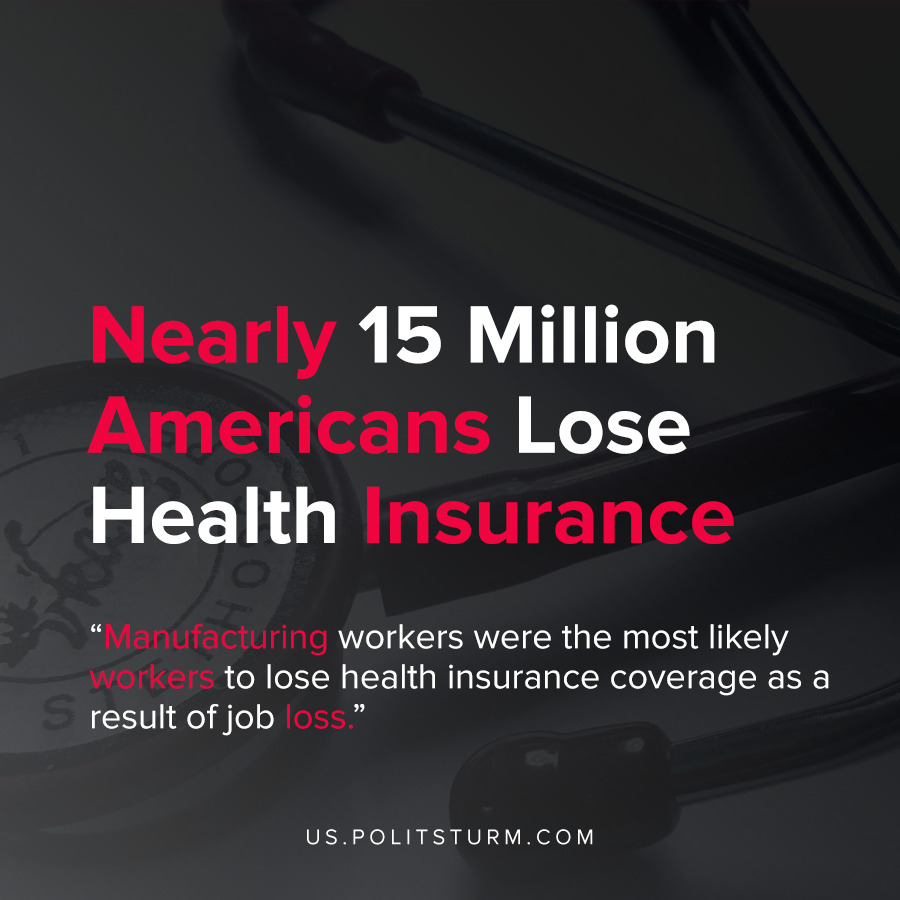 Nearly 15 Million
Americans Lose
Health Insurance
“Manufacturing workers were the most likely
workers to lose health insurance coverage as a
result of job loss.”
US.POLITSTURM.COM